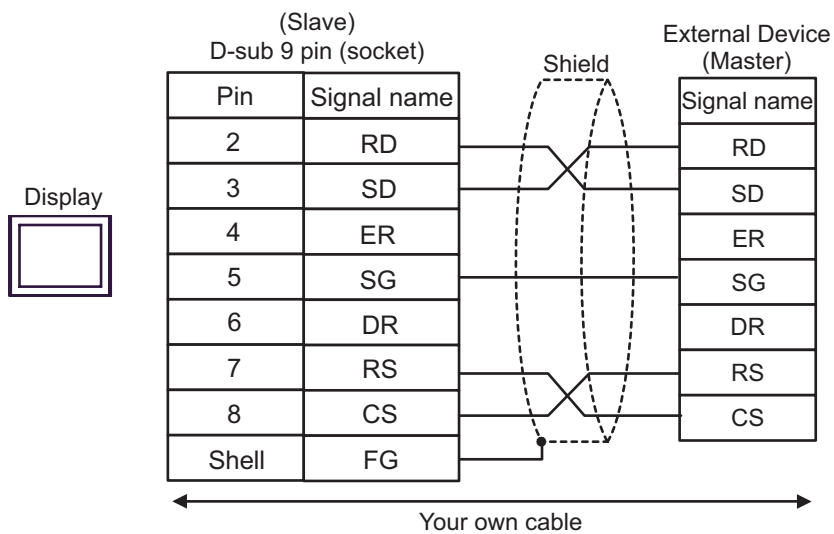 (Slave)
D-sub 9 pin (socket)
Shield
External Device
(Master)
Pin Signal name Signal name
2 RD RD
3 SD SD
Display
4 ER ER
5 SG SG
6 DR DR
7 RS RS
8 CS CS
Shell FG
Your own cable